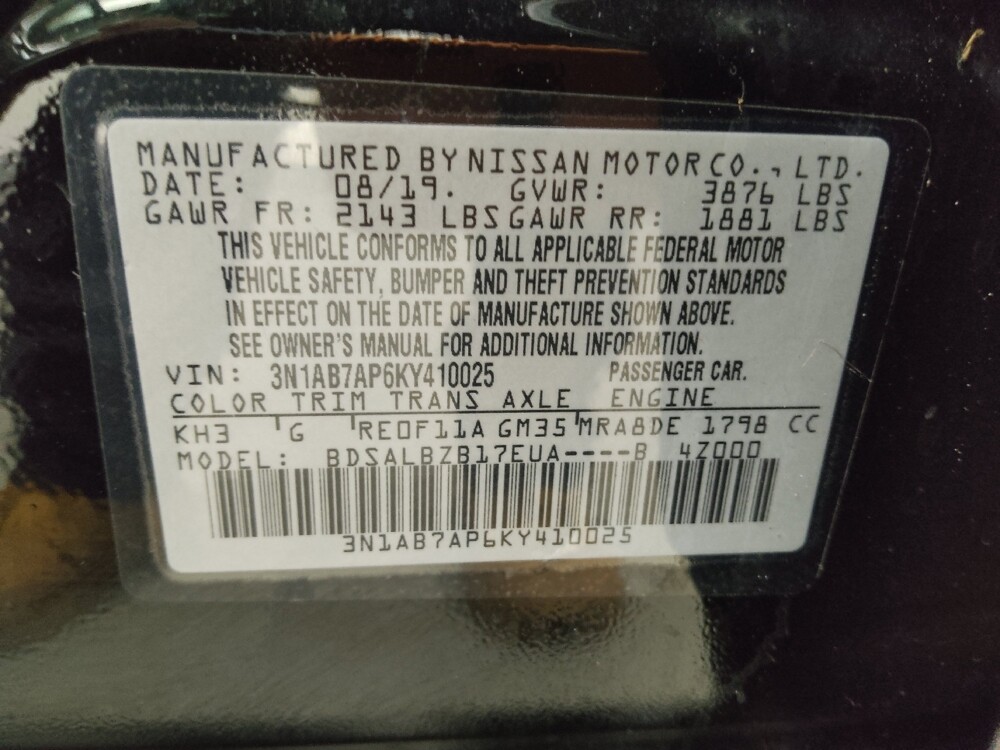 MANUFACTURED BY NISSAN MOTOR CO., LTD.
DATE: 08/19. GVWR: 3876 LBS
GAWR FR: 2143 LBS GAWR RR: 1881 LBS
THIS VEHICLE CONFORMS TO ALL APPLICABLE FEDERAL MOTOR
VEHICLE SAFETY, BUMPER AND THEFT PREVENTION STANDARDS
IN EFFECT ON THE DATE OF MANUFACTURE SHOWN ABOVE.
SEE OWNER'S MANUAL FOR ADDITIONAL INFORMATION.
VIN: 3N1AB7AP6KY410025 PASSENGER CAR.
COLOR TRIM TRANS AXLE ENGINE
KH3 G RE0F11A GM35 MRA8DE 1798 CC
MODEL: BDSALBZB17EUA----B 4Z000
3N1AB7AP6KY410025